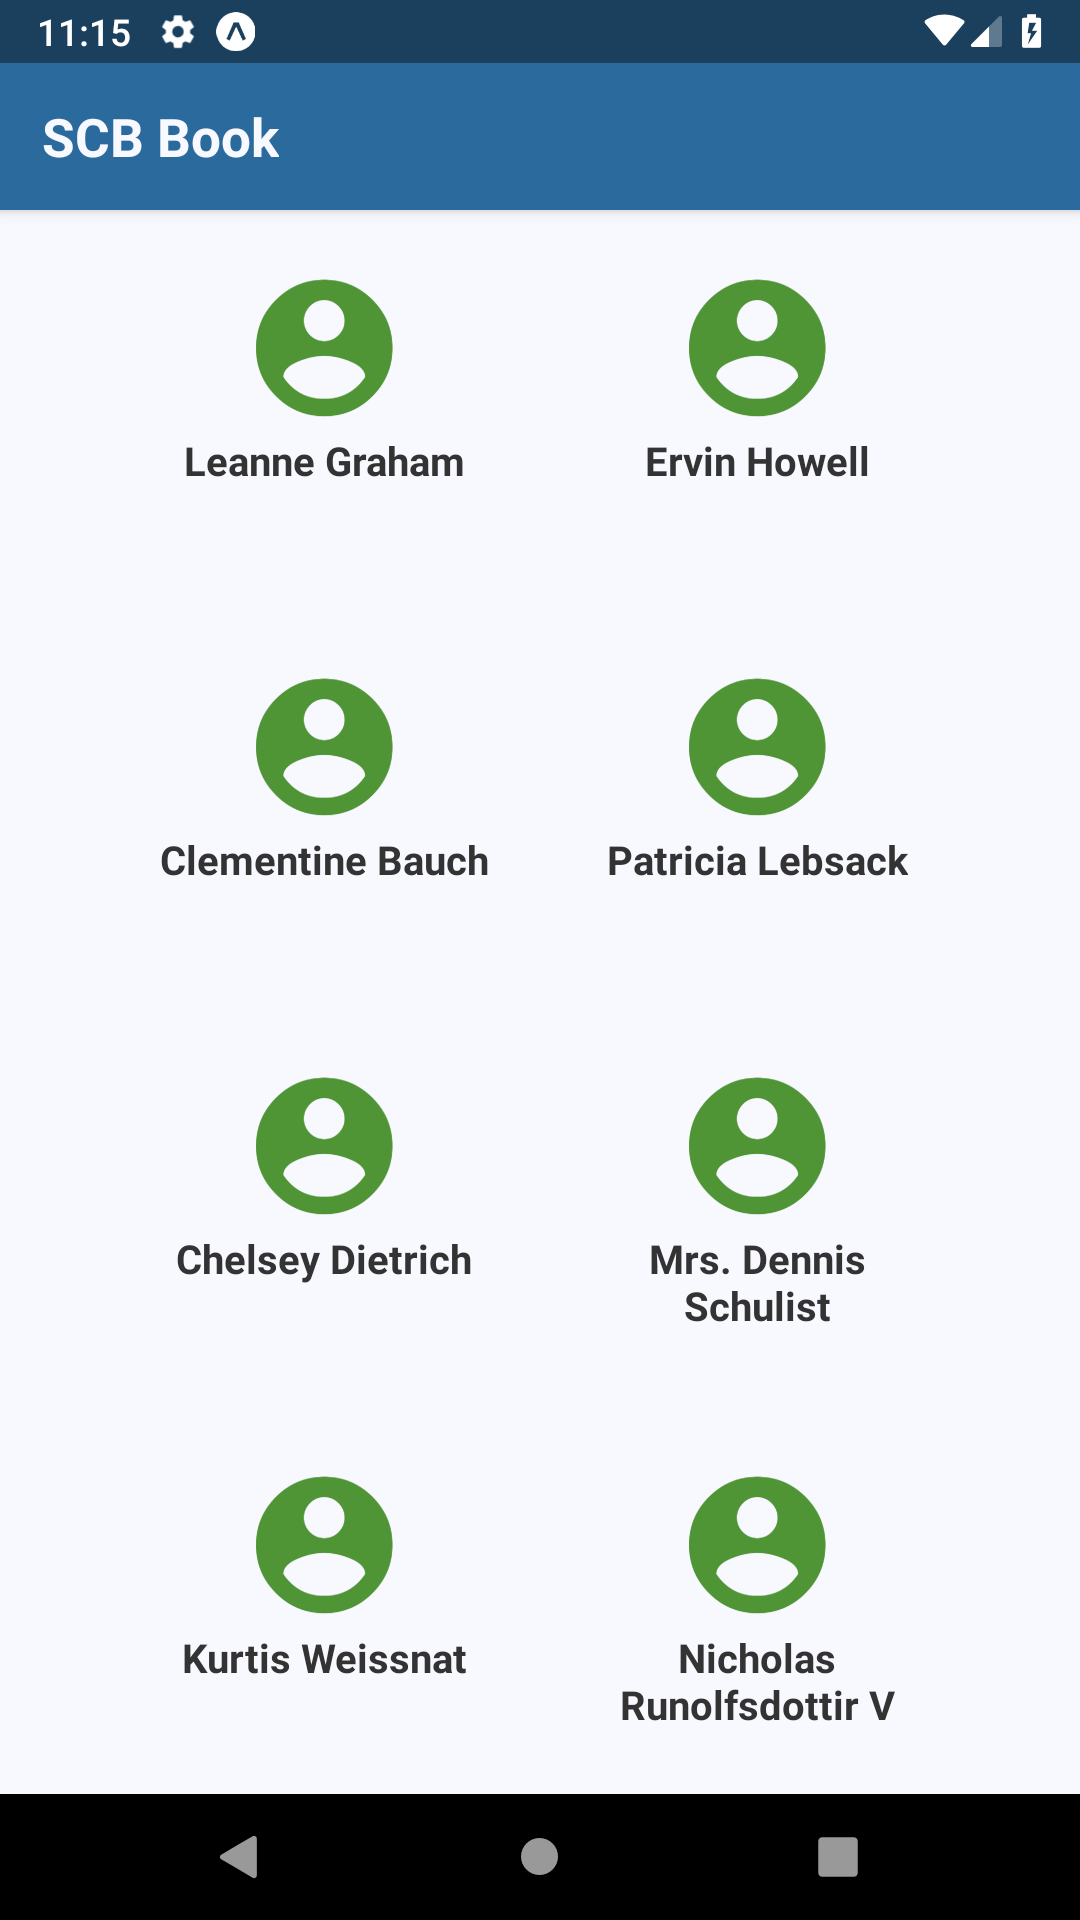 11:15
SCB Book
Leanne Graham
Ervin Howell
Clementine Bauch
Patricia Lebsack
Chelsey Dietrich
Mrs. Dennis
Schulist
Kurtis Weissnat
Nicholas
Runolfsdottir V